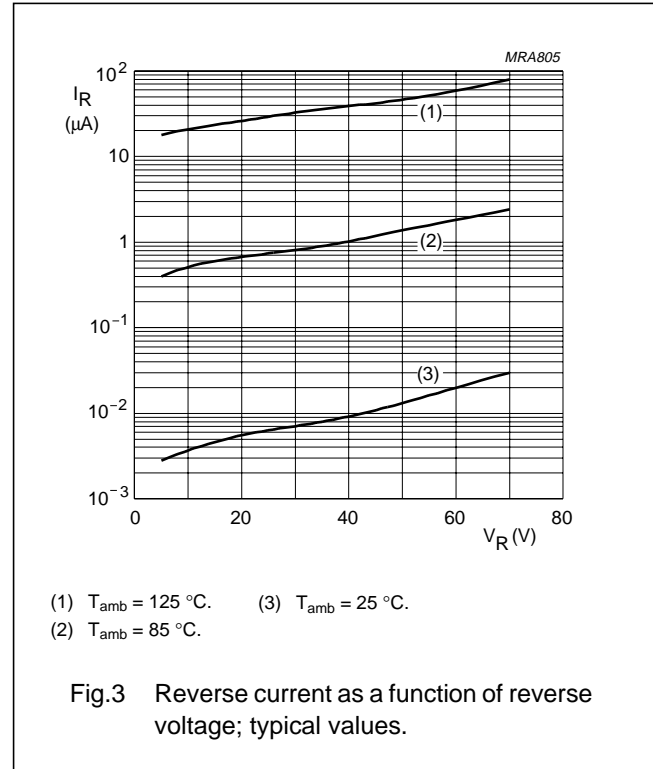 MRA805
I_R
(μA)
10²
10
1
10⁻¹
10⁻²
10⁻³
(1)
(2)
(3)
0 20 40 60 80
V_R (V)
(1) T_amb = 125 °C. (3) T_amb = 25 °C.
(2) T_amb = 85 °C.
Fig.3 Reverse current as a function of reverse
voltage; typical values.